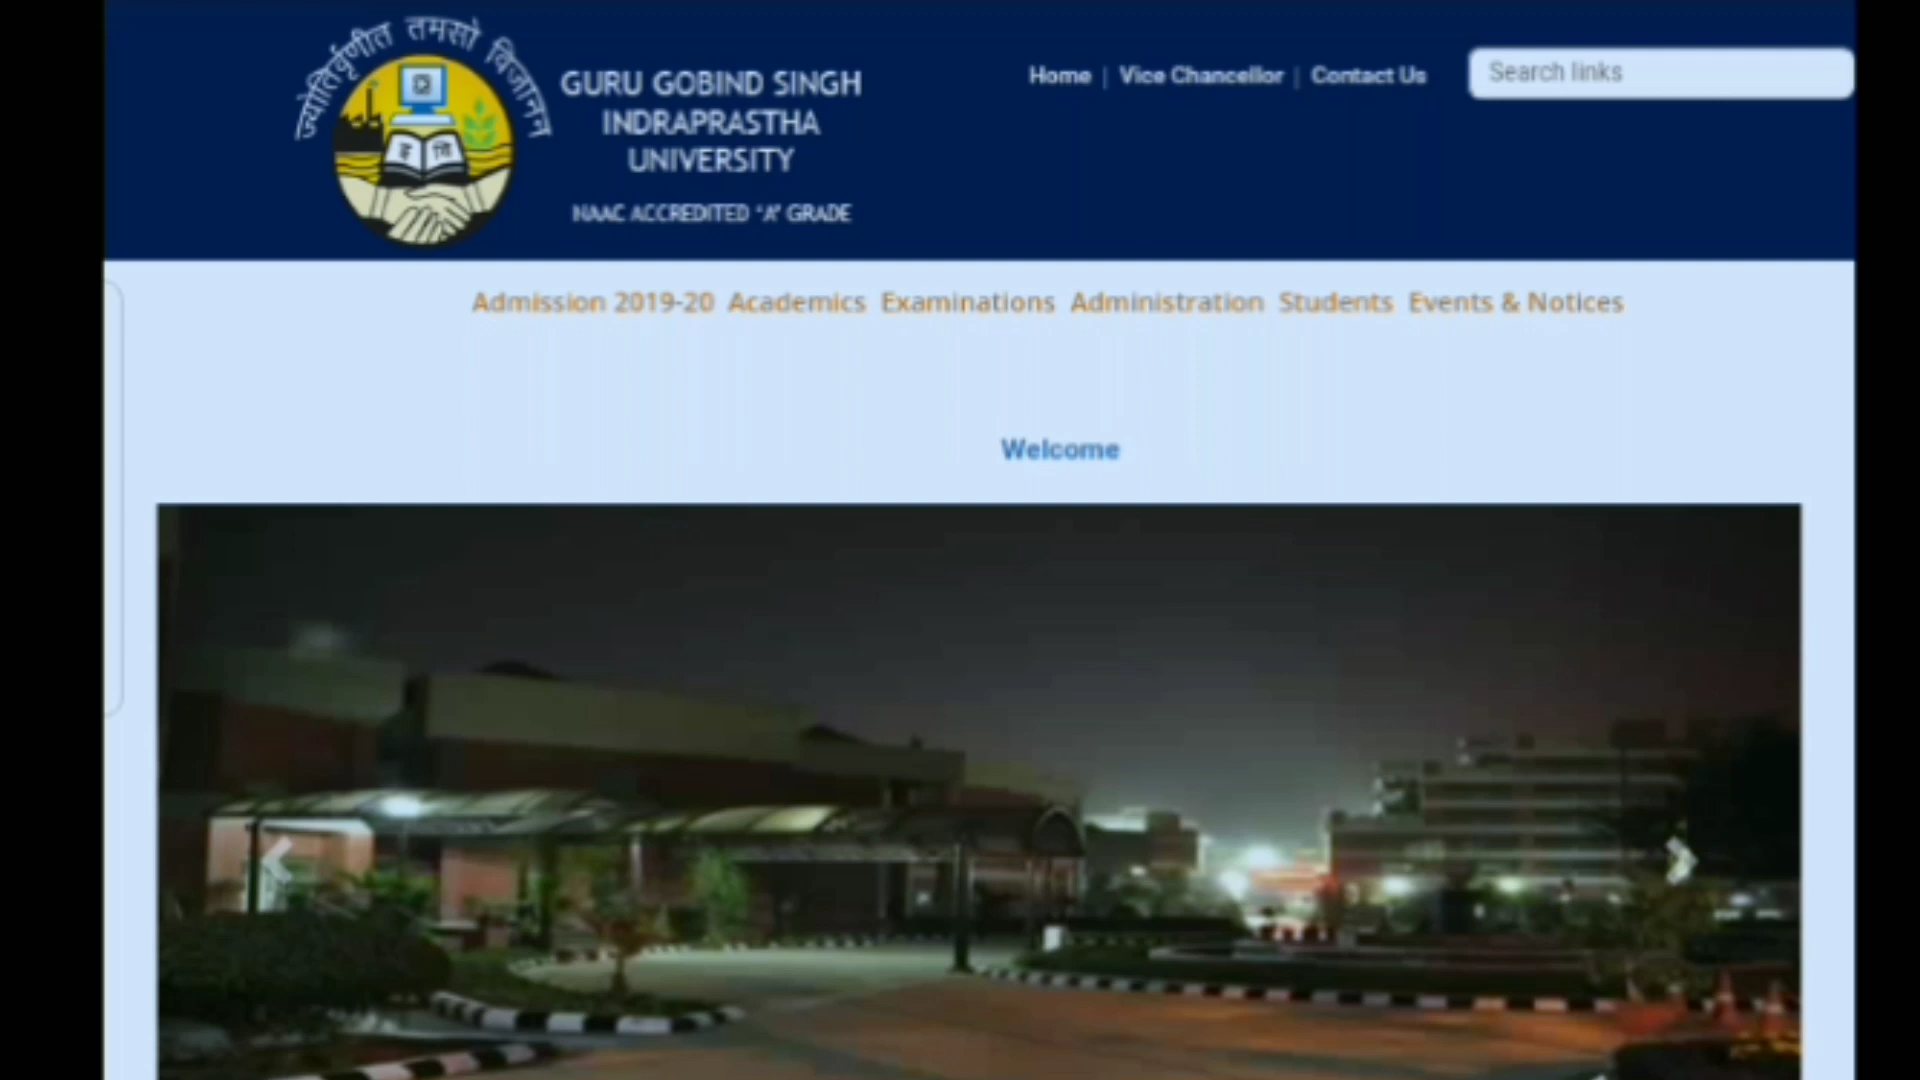 ज्योतिर्वृणीत तमसो विजानन
इ गि
GURU GOBIND SINGH
INDRAPRASTHA
UNIVERSITY
NAAC ACCREDITED "A" GRADE
Home | Vice Chancellor | Contact Us
Search links
Admission 2019-20 Academics Examinations Administration Students Events & Notices
Welcome